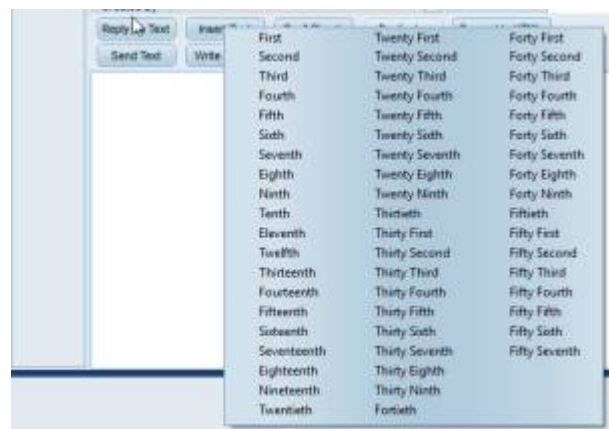 Reply by Text
Send Text
Write
First
Second
Third
Fourth
Fifth
Sixth
Seventh
Eighth
Ninth
Tenth
Eleventh
Twelfth
Thirteenth
Fourteenth
Fifteenth
Sixteenth
Seventeenth
Eighteenth
Nineteenth
Twentieth
Twenty First
Twenty Second
Twenty Third
Twenty Fourth
Twenty Fifth
Twenty Sixth
Twenty Seventh
Twenty Eighth
Twenty Ninth
Thirtieth
Thirty First
Thirty Second
Thirty Third
Thirty Fourth
Thirty Fifth
Thirty Sixth
Thirty Seventh
Thirty Eighth
Thirty Ninth
Fortieth
Forty First
Forty Second
Forty Third
Forty Fourth
Forty Fifth
Forty Sixth
Forty Seventh
Forty Eighth
Forty Ninth
Fiftieth
Fifty First
Fifty Second
Fifty Third
Fifty Fourth
Fifty Fifth
Fifty Sixth
Fifty Seventh